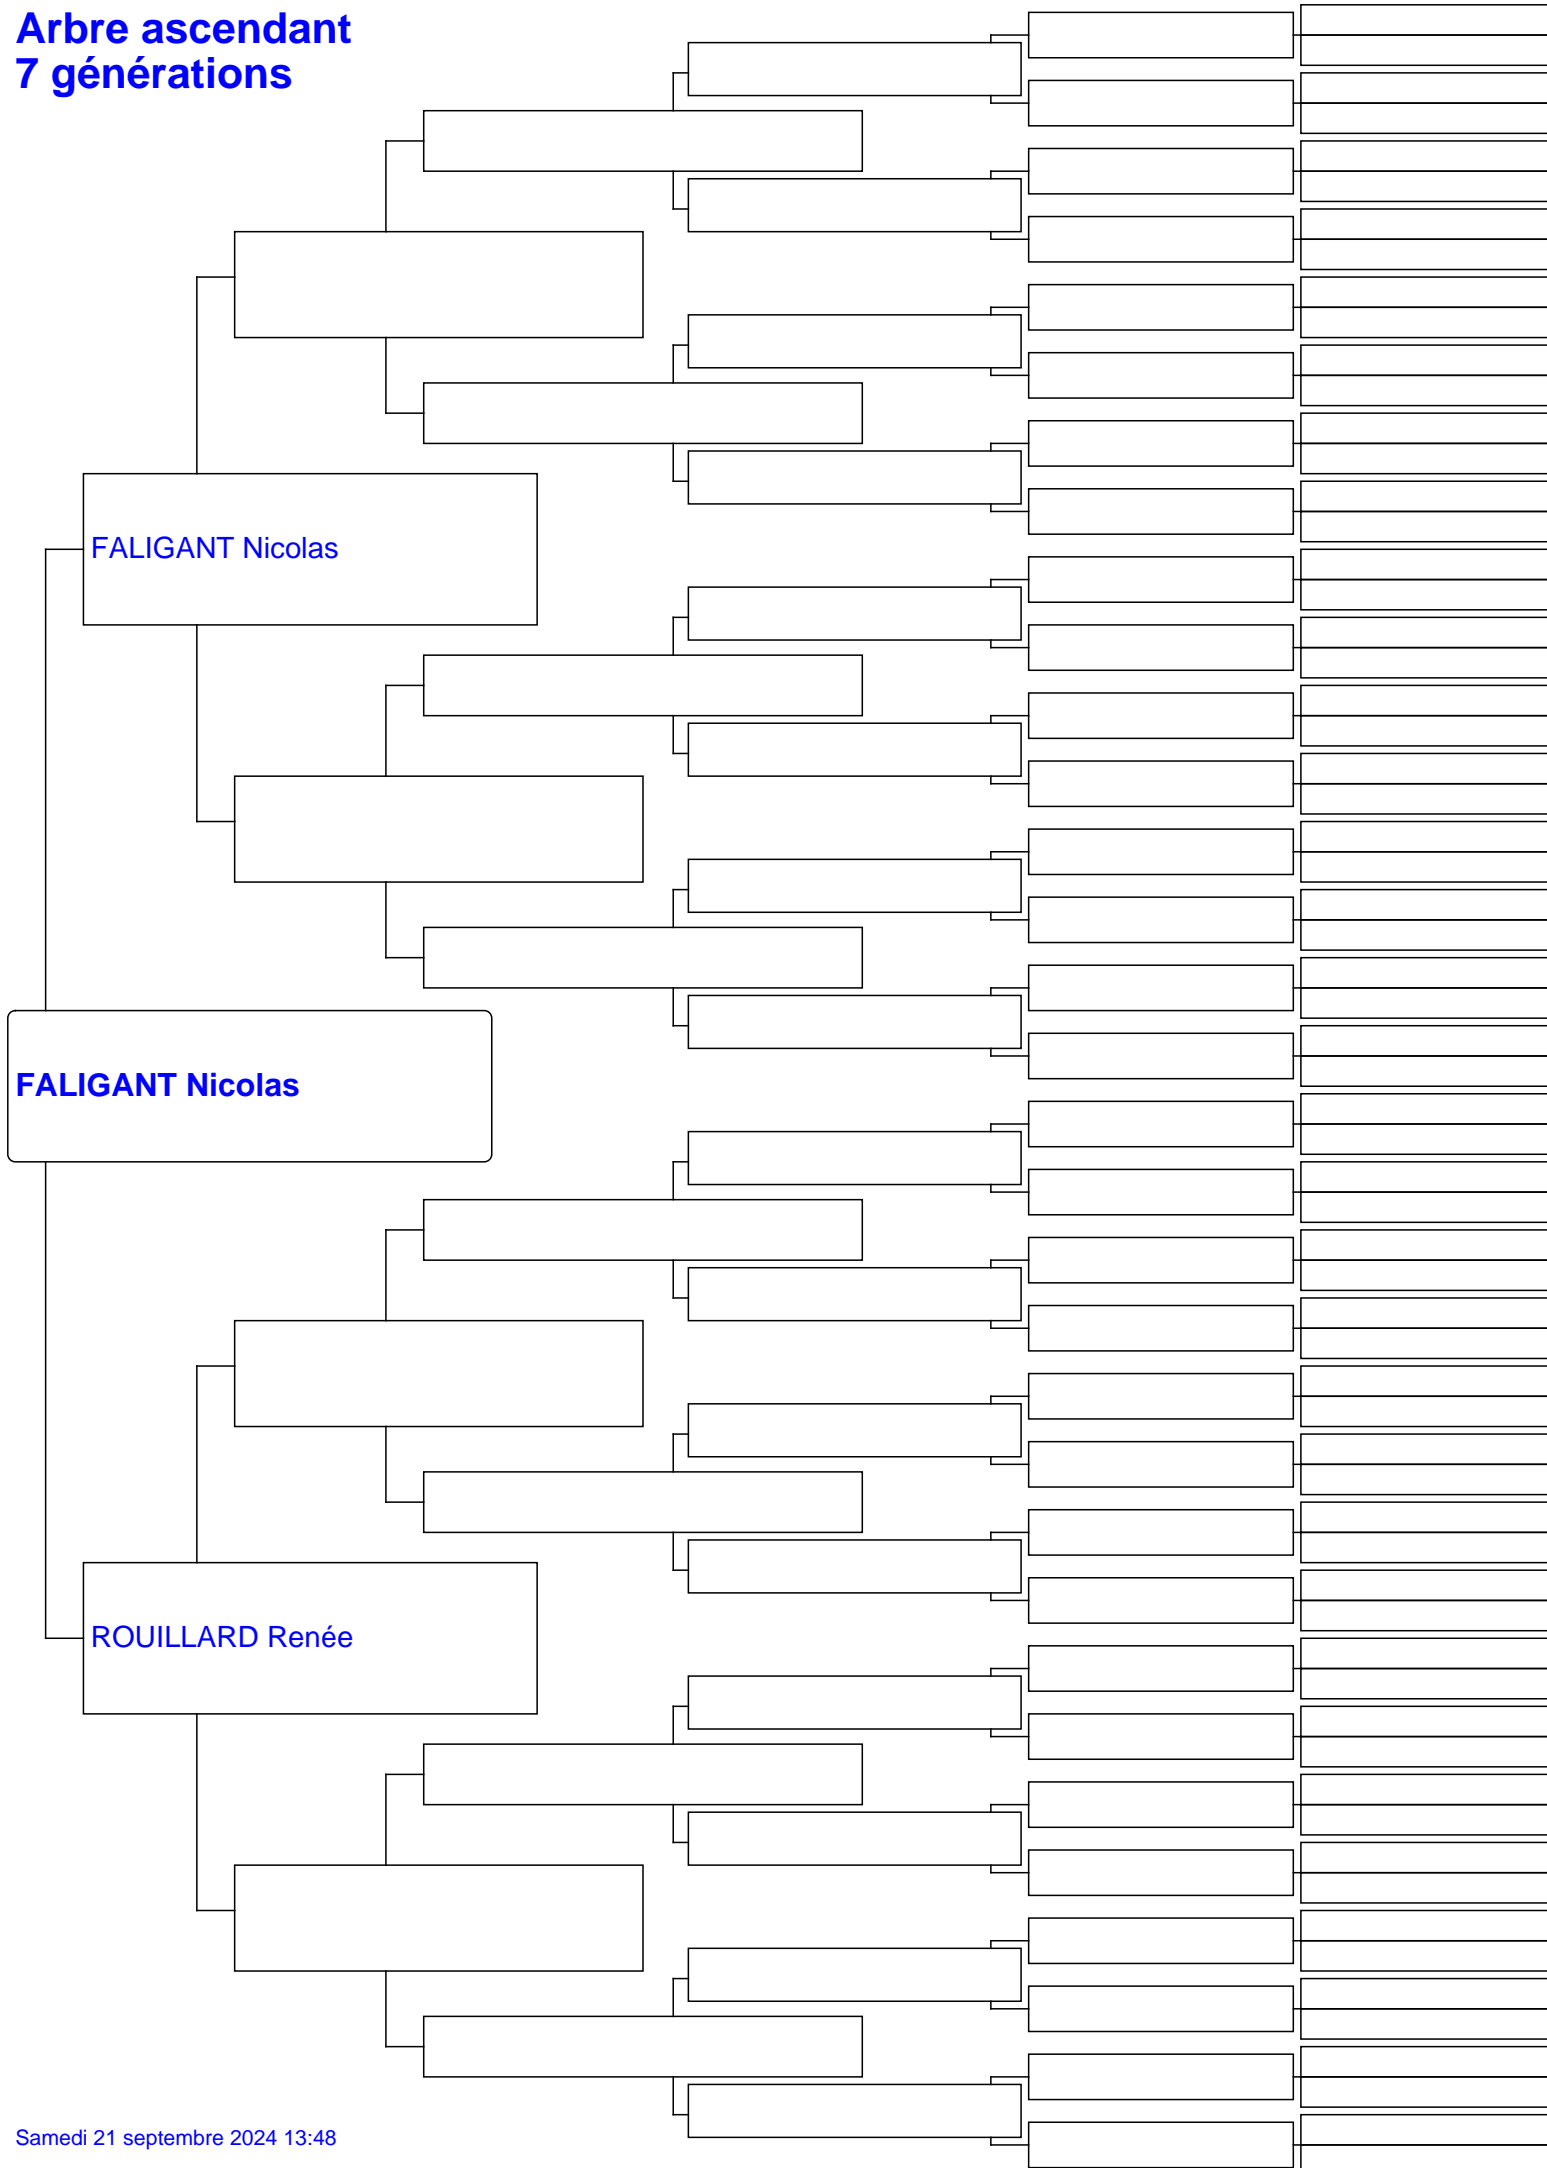 Arbre ascendant
7 générations
FALIGANT Nicolas
FALIGANT Nicolas
ROUILLARD Renée
Samedi 21 septembre 2024 13:48